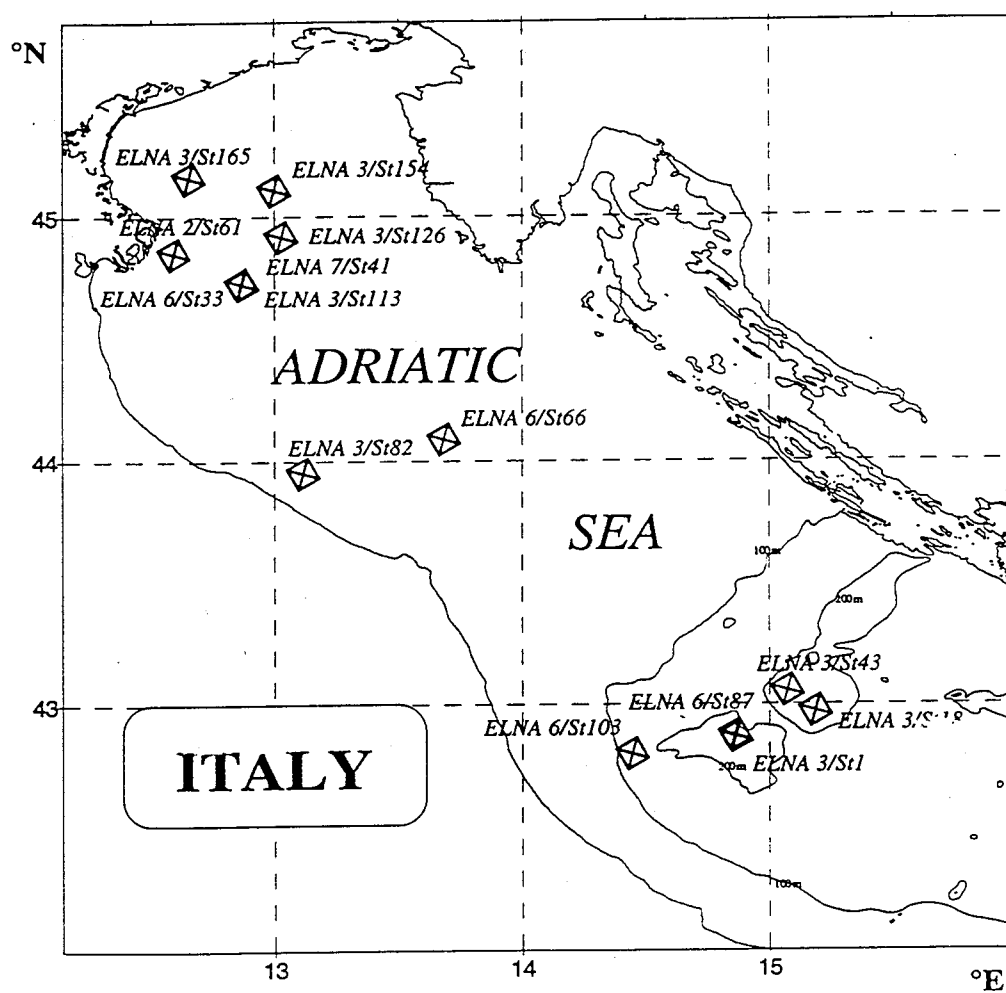 °N
ELNA 3/St165
ELNA 3/St154
45
ELNA 2/St61
ELNA 3/St126
ELNA 7/St41
ELNA 6/St33
ELNA 3/St113
ADRIATIC
ELNA 6/St66
ELNA 3/St82
44
SEA
100m
200m
ELNA 3/St43
43
ELNA 6/St87
ELNA 6/St103
ELNA
ITALY
200m
ELNA 3/St1
100m
13
14
15
°E